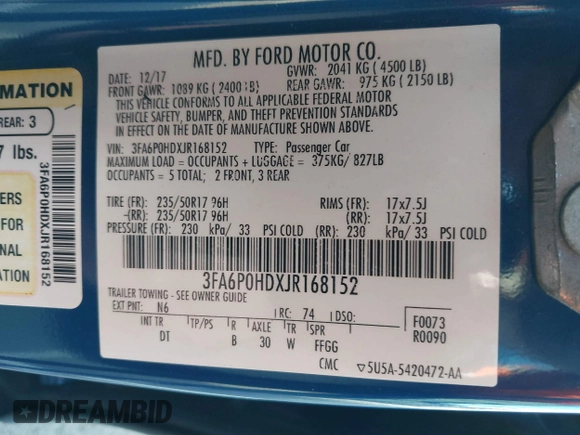 MFD. BY FORD MOTOR CO.
DATE: 12/17 GVWR: 2041 KG ( 4500 LB)
FRONT GAWR: 1089 KG ( 2400 LB) REAR GAWR: 975 KG ( 2150 LB)
THIS VEHICLE CONFORMS TO ALL APPLICABLE FEDERAL MOTOR
VEHICLE SAFETY, BUMPER, AND THEFT PREVENTION STANDARDS
IN EFFECT ON THE DATE OF MANUFACTURE SHOWN ABOVE.
VIN: 3FA6P0HDXJR168152 TYPE: Passenger Car
MAXIMUM LOAD = OCCUPANTS + LUGGAGE = 375KG/ 827LB
OCCUPANTS = 5 TOTAL; 2 FRONT, 3 REAR
TIRE (FR): 235/50R17 96H RIMS (FR): 17x7.5J
-(RR): 235/50R17 96H (RR): 17x7.5J
PRESSURE (FR): 230 kPa/ 33 PSI COLD (RR): 230 kPa/ 33 PSI COLD
3FA6P0HDXJR168152
TRAILER TOWING - SEE OWNER GUIDE
EXT PNT: N6 RC: 74 DSO:
INT TR TP/PS R AXLE TR SPR
DT B 30 W FFGG
F0073
R0090
CMC ▽5U5A-5420472-AA
RMATION
REAR: 3
7 lbs.
ERS
FOR
NAL
ION
3FA6P0HDXJR168152
DREAMBID